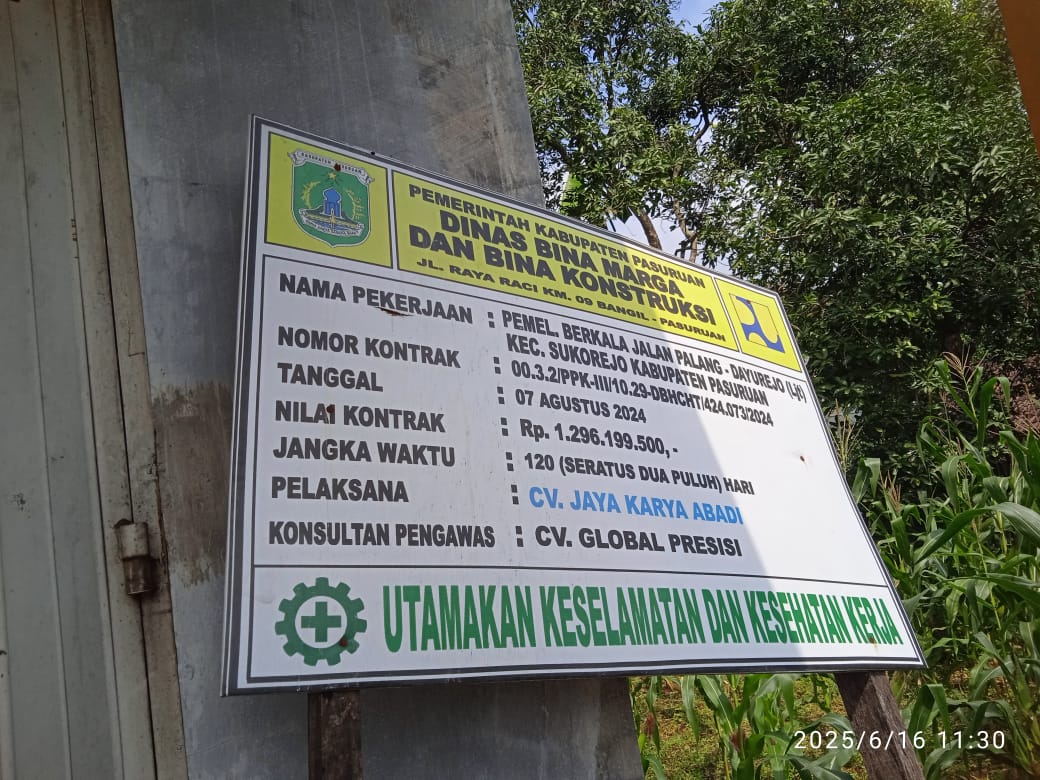 KABUPATEN PASURUAN
PEMERINTAH KABUPATEN PASURUAN
DINAS BINA MARGA
DAN BINA KONSTRUKSI
JL. RAYA RACI KM. 09 BANGIL - PASURUAN
NAMA PEKERJAAN : PEMEL. BERKALA JALAN PALANG - DAYUREJO (Ljt)
KEC. SUKOREJO KABUPATEN PASURUAN
NOMOR KONTRAK : 00.3.2/PPK-III/10.29-DBHCHT/424.073/2024
TANGGAL : 07 AGUSTUS 2024
NILAI KONTRAK : Rp. 1.296.199.500,-
JANGKA WAKTU : 120 (SERATUS DUA PULUH) HARI
PELAKSANA : CV. JAYA KARYA ABADI
KONSULTAN PENGAWAS : CV. GLOBAL PRESISI
UTAMAKAN KESELAMATAN DAN KESEHATAN KERJA
2025/6/16 11:30